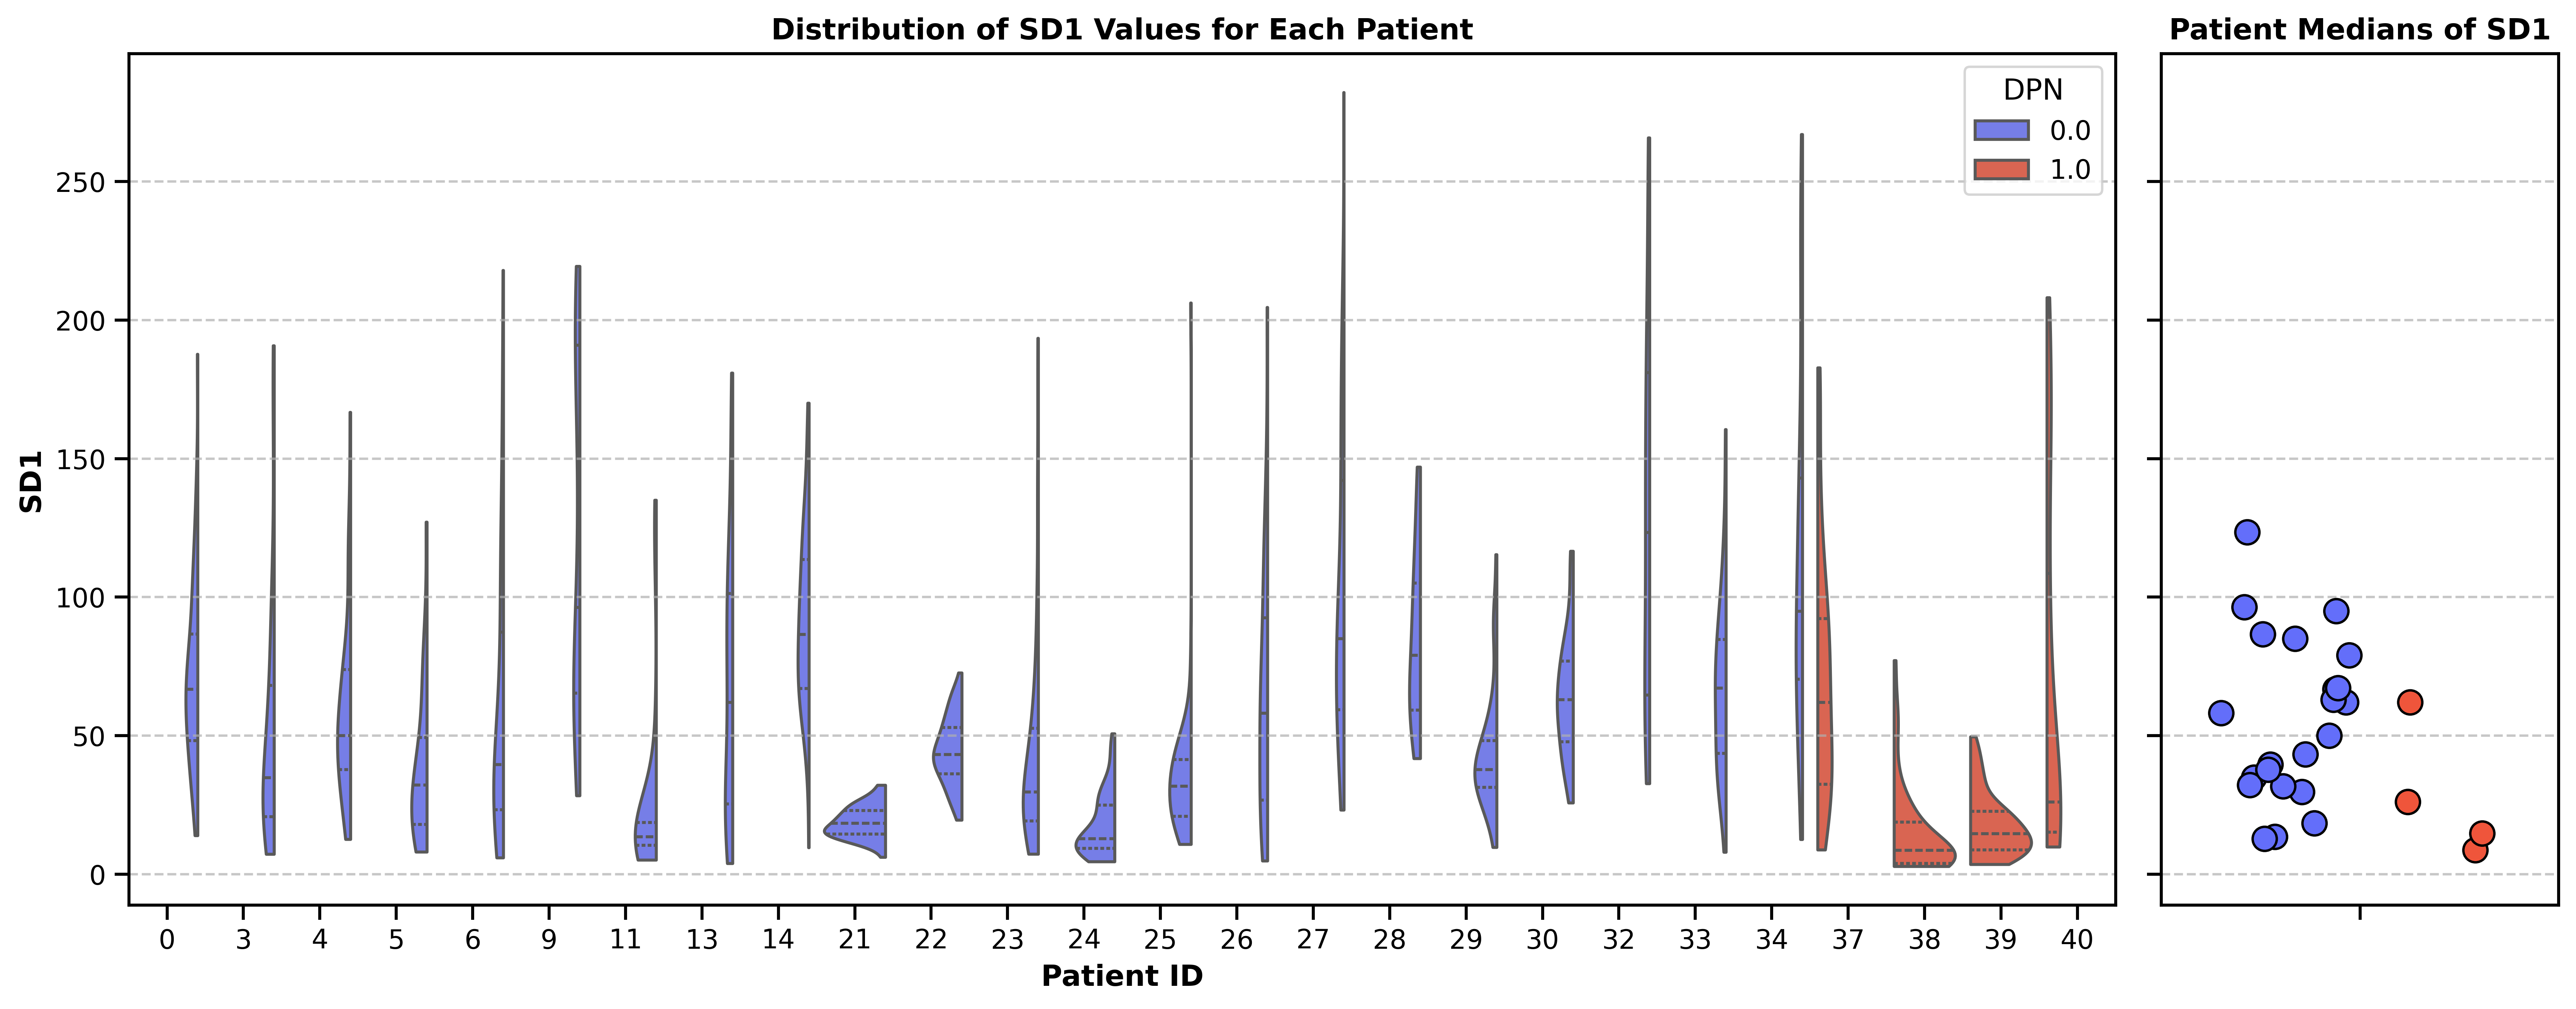 Distribution of SD1 Values for Each Patient
Patient Medians of SD1
DPN
0.0
1.0
250
200
150
100
50
0
SD1
0 3 4 5 6 9 11 13 14 21 22 23 24 25 26 27 28 29 30 32 33 34 37 38 39 40
Patient ID